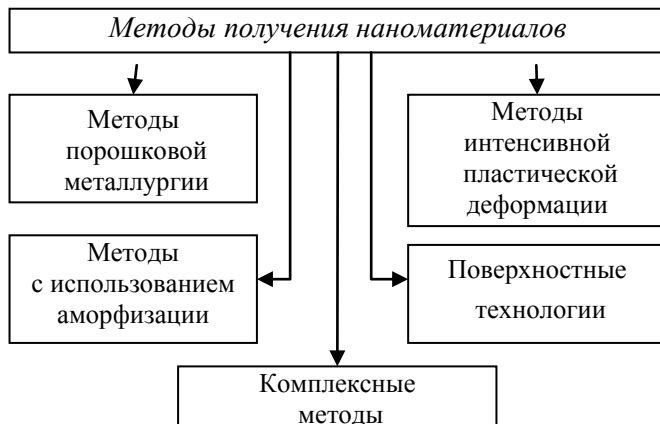 Методы получения наноматериалов
Методы
порошковой
металлургии
Методы
интенсивной
пластической
деформации
Методы
с использованием
аморфизации
Поверхностные
технологии
Комплексные
методы